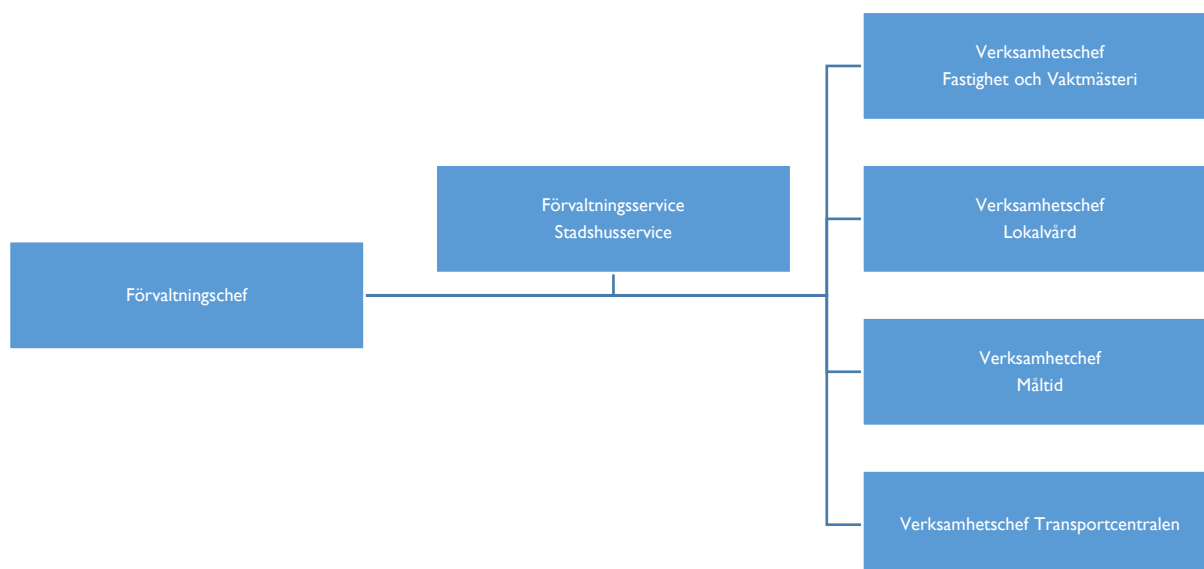 Förvaltningschef
Förvaltningsservice
Stadshusservice
Verksamhetschef
Fastighet och Vaktmästeri
Verksamhetschef
Lokalvård
Verksamhetchef
Måltid
Verksamhetschef Transportcentralen